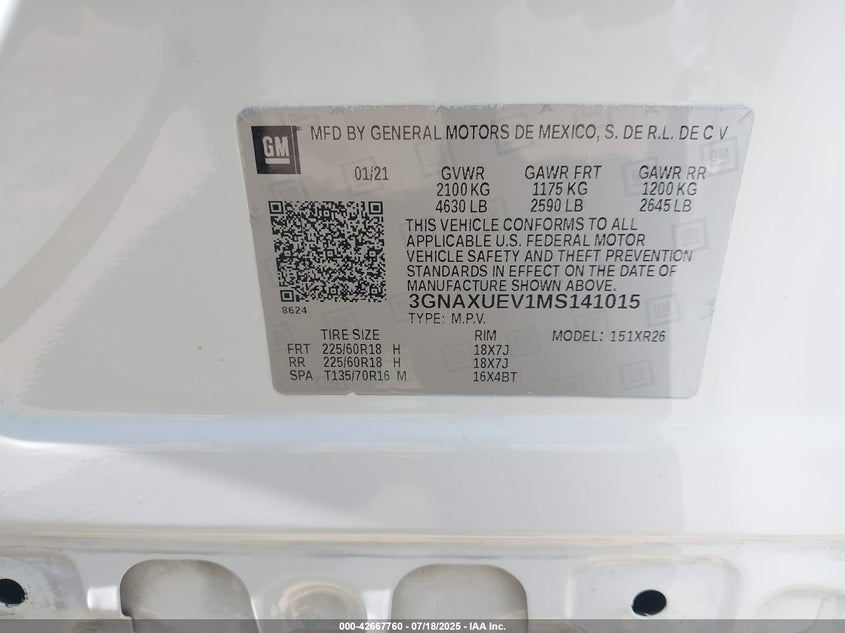 GM
MFD BY GENERAL MOTORS DE MEXICO, S. DE R.L. DE C V
01/21 GVWR GAWR FRT GAWR RR
2100 KG 1175 KG 1200 KG
4630 LB 2590 LB 2645 LB
THIS VEHICLE CONFORMS TO ALL
APPLICABLE U.S. FEDERAL MOTOR
VEHICLE SAFETY AND THEFT PREVENTION
STANDARDS IN EFFECT ON THE DATE OF
MANUFACTURE SHOWN ABOVE.
3GNAXUEV1MS141015
8624
TYPE: M.P.V.
TIRE SIZE RIM MODEL: 151XR26
FRT 225/60R18 H 18X7J
RR 225/60R18 H 18X7J
SPA T135/70R16 M 16X4BT
000-42667760 - 07/18/2025 - IAA Inc.